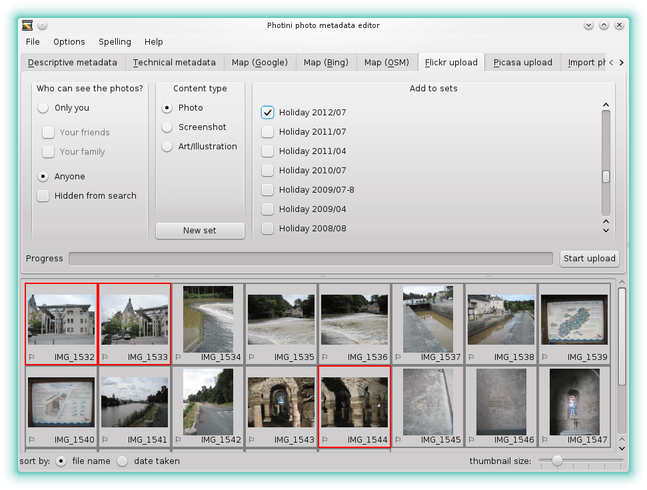 Photini photo metadata editor
File Options Spelling Help
Descriptive metadata Technical metadata Map (Google) Map (Bing) Map (OSM) Flickr upload Picasa upload Import ph
Who can see the photos? Content type Add to sets
Only you Photo Holiday 2012/07
Your friends Screenshot Holiday 2011/07
Your family Art/Illustration Holiday 2011/04
Anyone Holiday 2010/07
Hidden from search Holiday 2009/07-8
Holiday 2009/04
New set Holiday 2008/08
Progress Start upload
IMG_1532 IMG_1533 IMG_1534 IMG_1535 IMG_1536 IMG_1537 IMG_1538 IMG_1539
IMG_1540 IMG_1541 IMG_1542 IMG_1543 IMG_1544 IMG_1545 IMG_1546 IMG_1547
sort by: file name date taken thumbnail size: